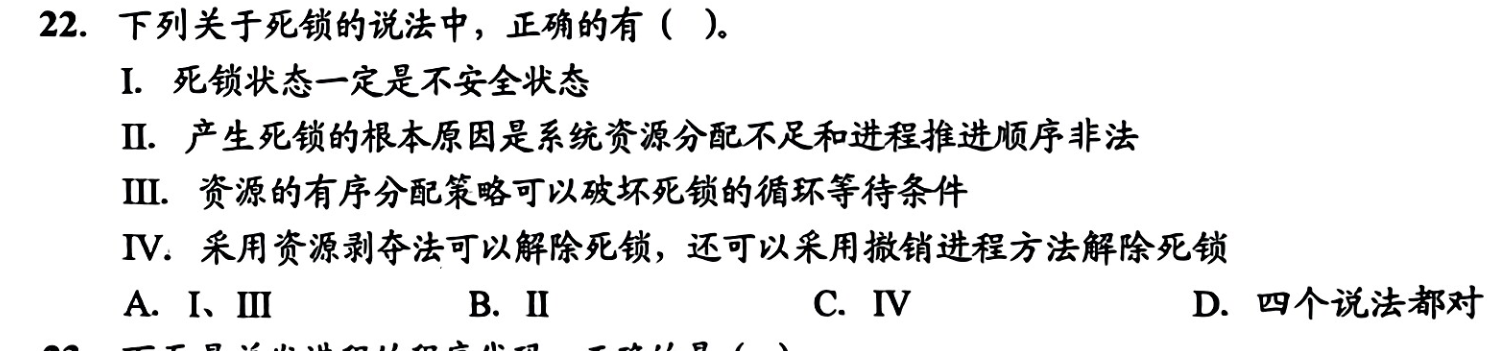 22. 下列关于死锁的说法中，正确的有（ ）。
I. 死锁状态一定是不安全状态
II. 产生死锁的根本原因是系统资源分配不足和进程推进顺序非法
III. 资源的有序分配策略可以破坏死锁的循环等待条件
IV. 采用资源剥夺法可以解除死锁，还可以采用撤销进程方法解除死锁
A. I、III B. II C. IV D. 四个说法都对